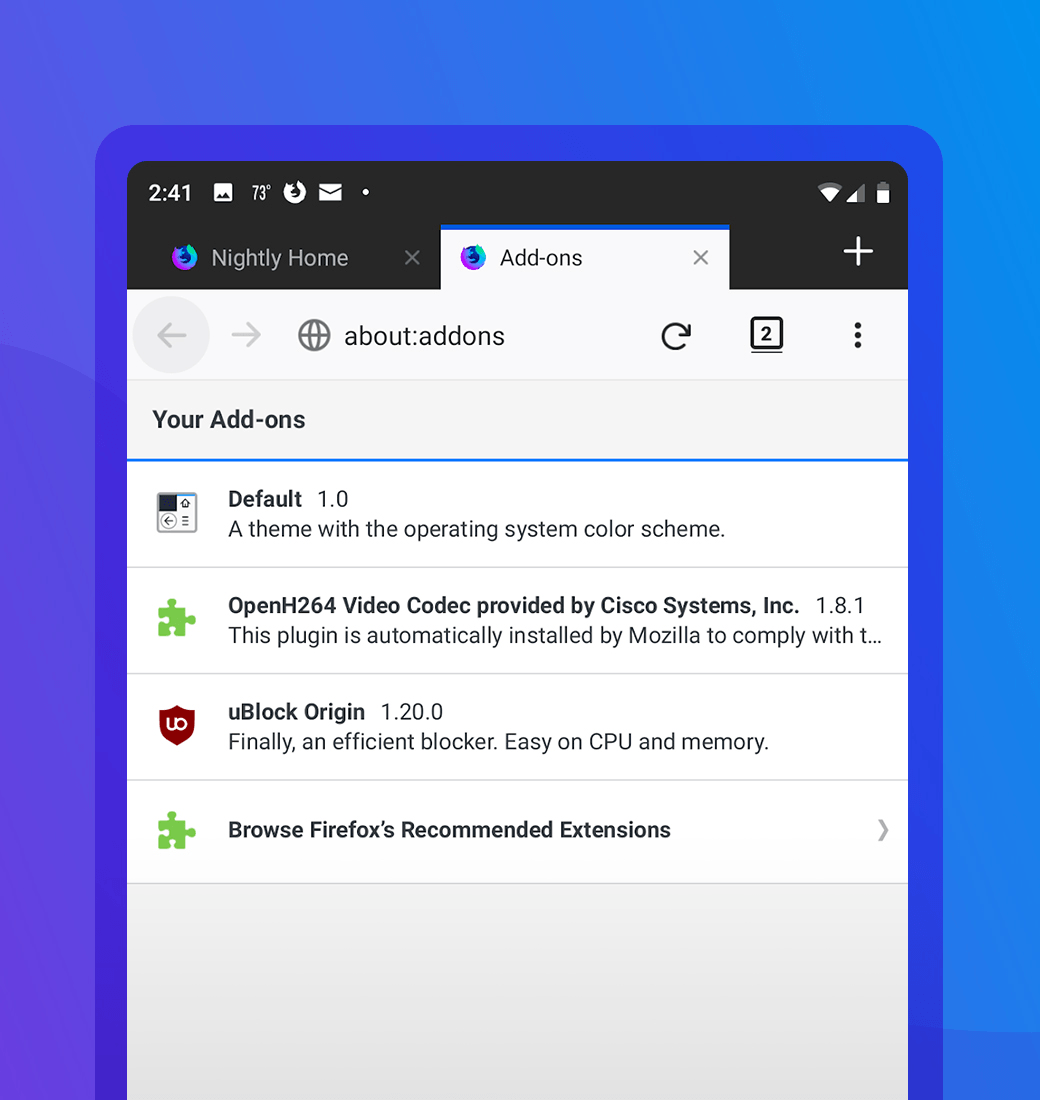 2:41 73°
Nightly Home Add-ons
about:addons 2
Your Add-ons
Default 1.0
A theme with the operating system color scheme.
OpenH264 Video Codec provided by Cisco Systems, Inc. 1.8.1
This plugin is automatically installed by Mozilla to comply with t…
uBlock Origin 1.20.0
Finally, an efficient blocker. Easy on CPU and memory.
Browse Firefox’s Recommended Extensions